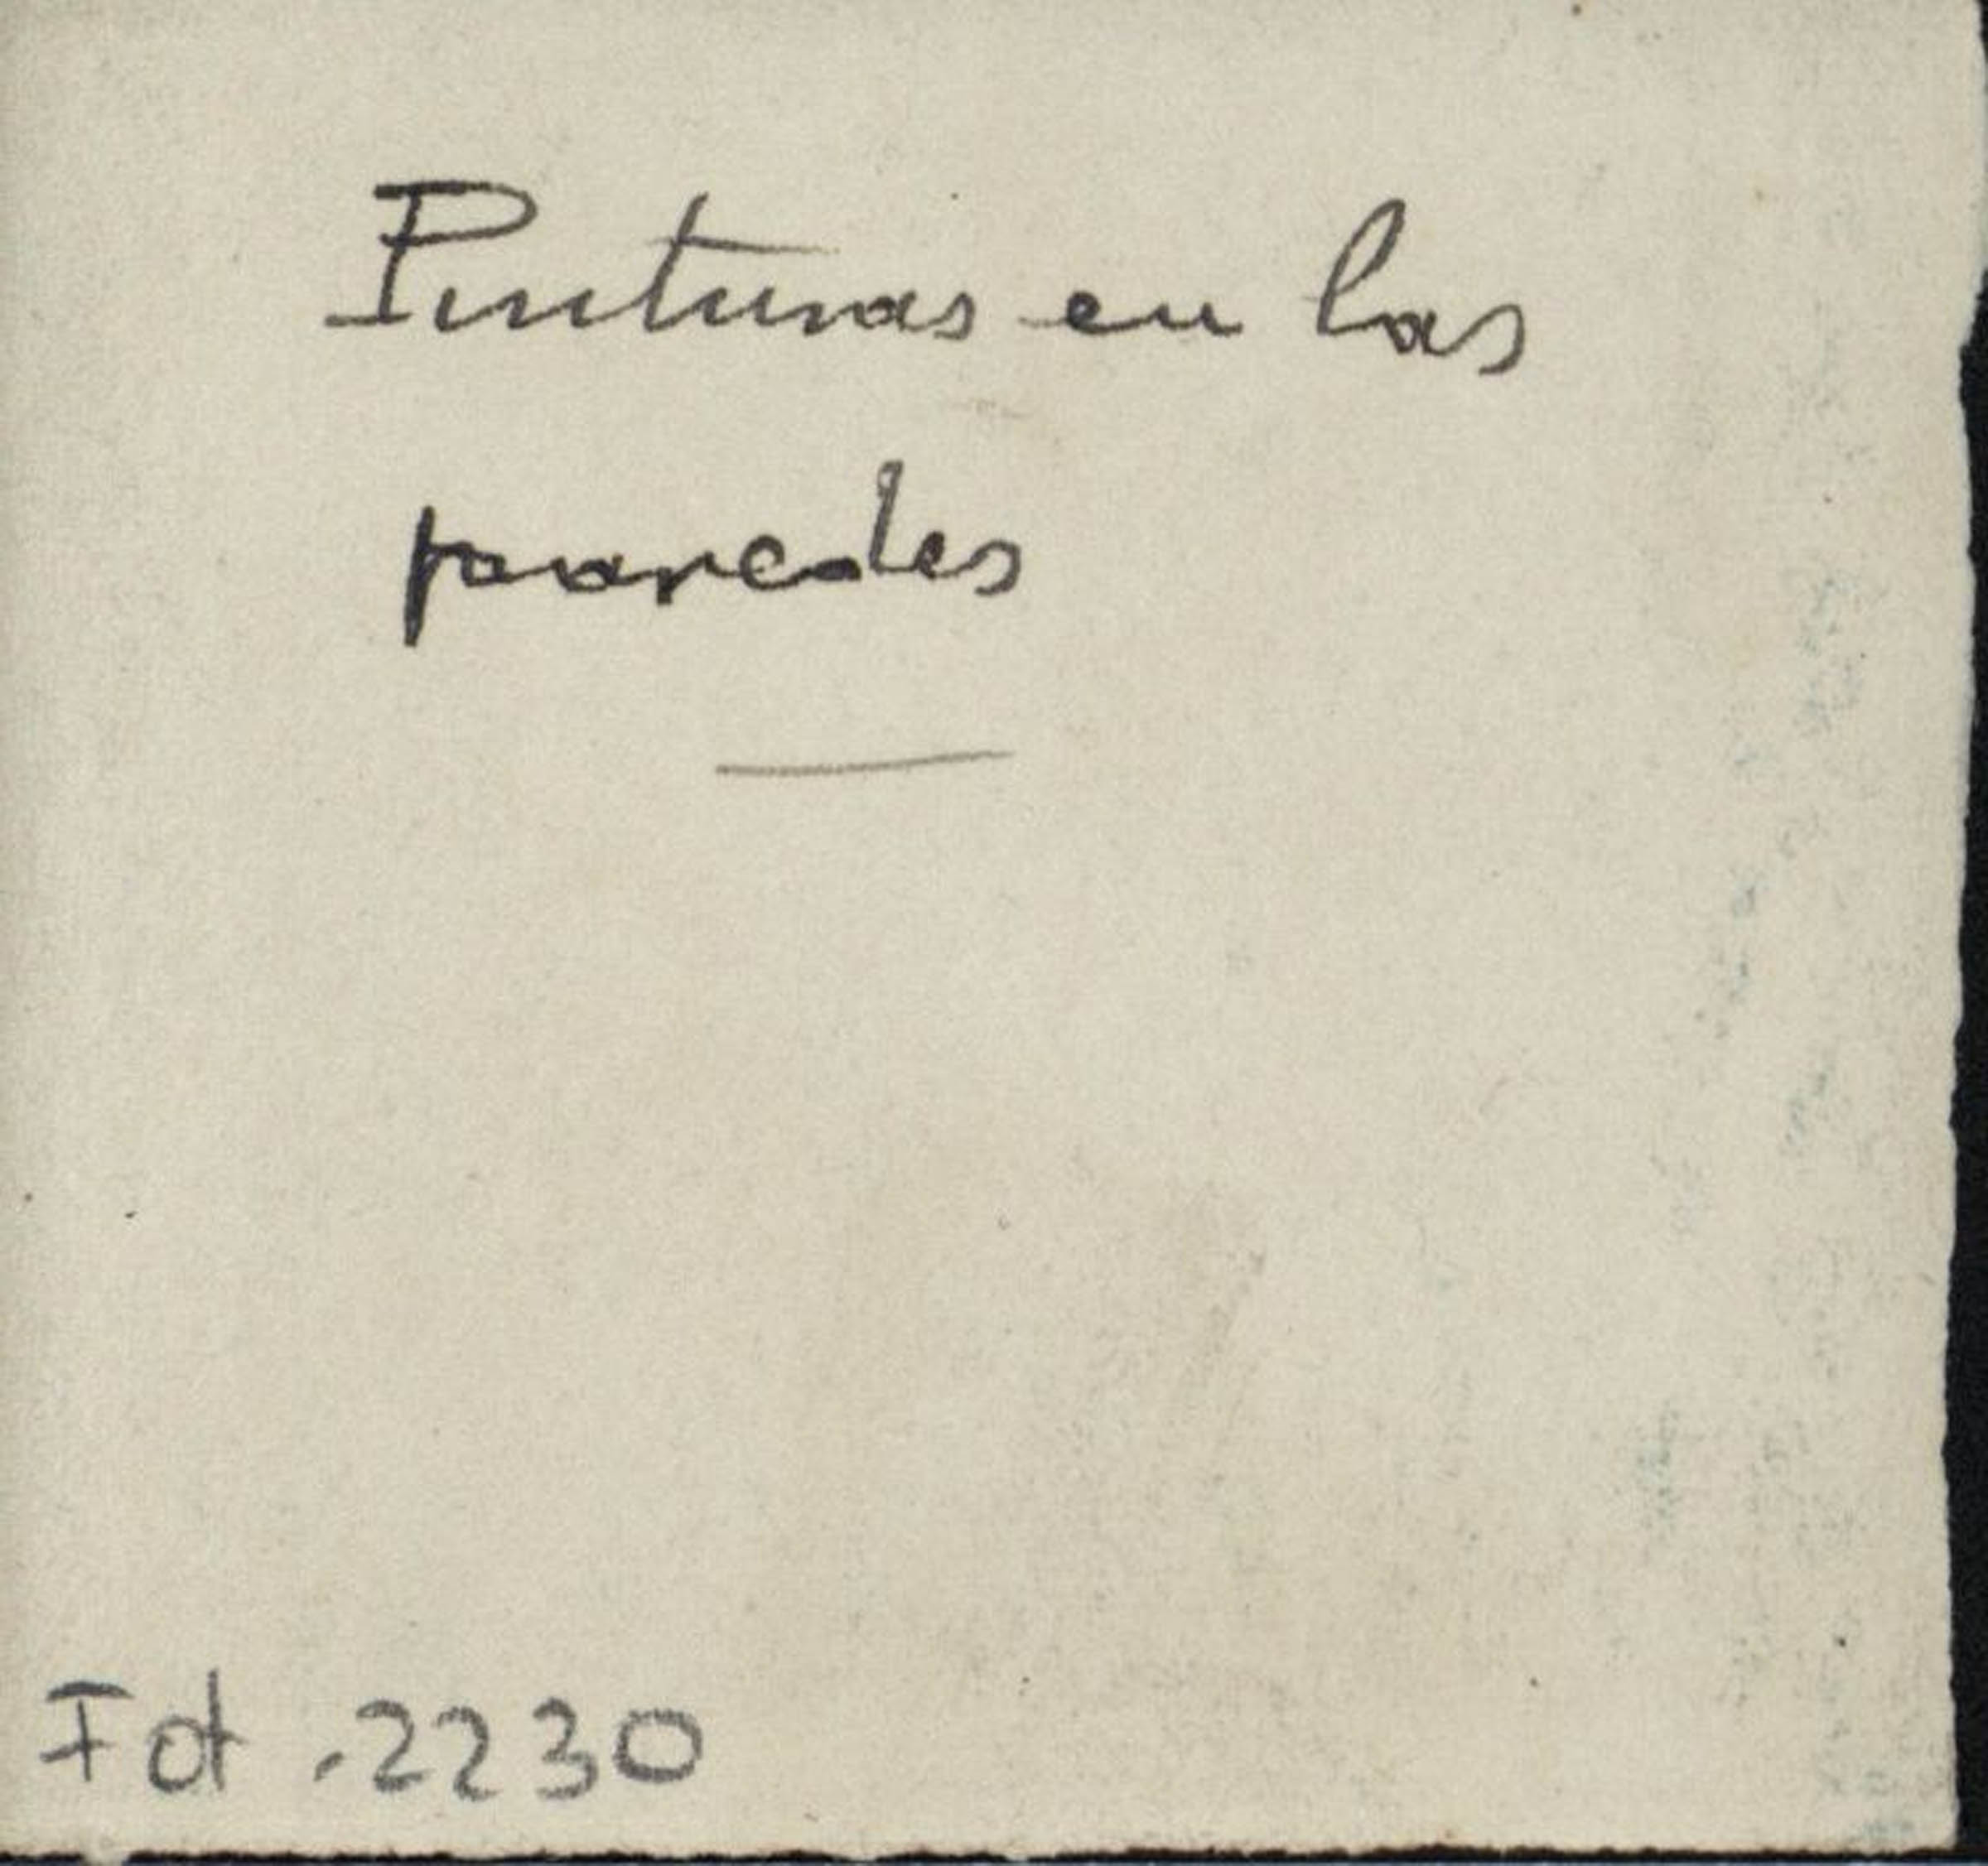 Pinturas en las
paredes
Fot.2230